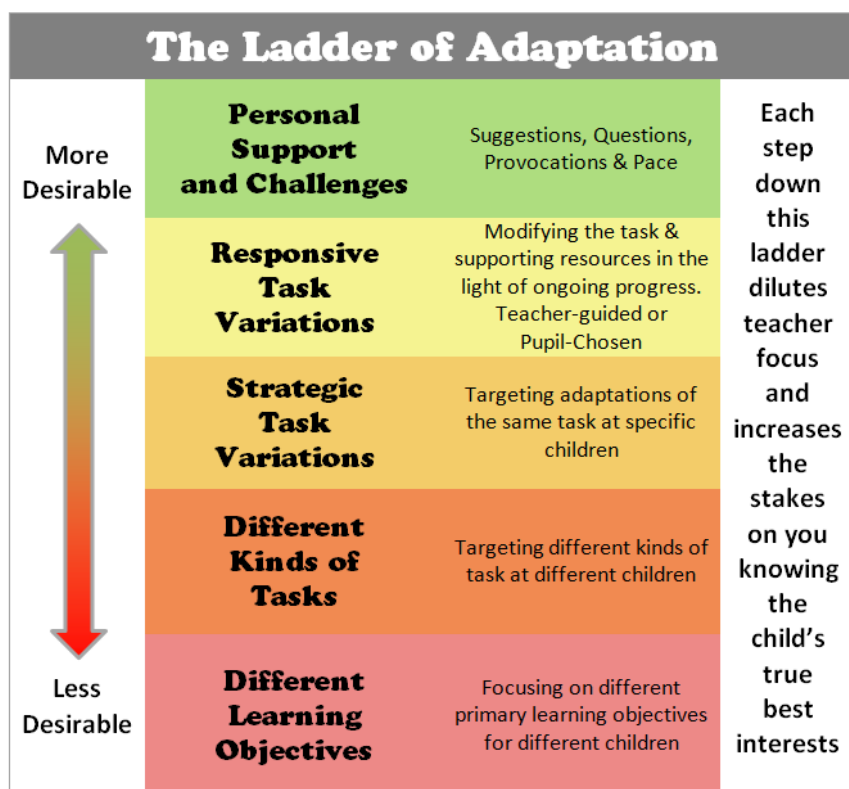 The Ladder of Adaptation
More
Desirable
Less
Desirable
Personal
Support
and Challenges
Suggestions, Questions,
Provocations & Pace
Responsive
Task
Variations
Modifying the task &
supporting resources in the
light of ongoing progress.
Teacher-guided or
Pupil-Chosen
Strategic
Task
Variations
Targeting adaptations of
the same task at specific
children
Different
Kinds of
Tasks
Targeting different kinds of
task at different children
Different
Learning
Objectives
Focusing on different
primary learning objectives
for different children
Each
step
down
this
ladder
dilutes
teacher
focus
and
increases
the
stakes
on you
knowing
the
child's
true
best
interests